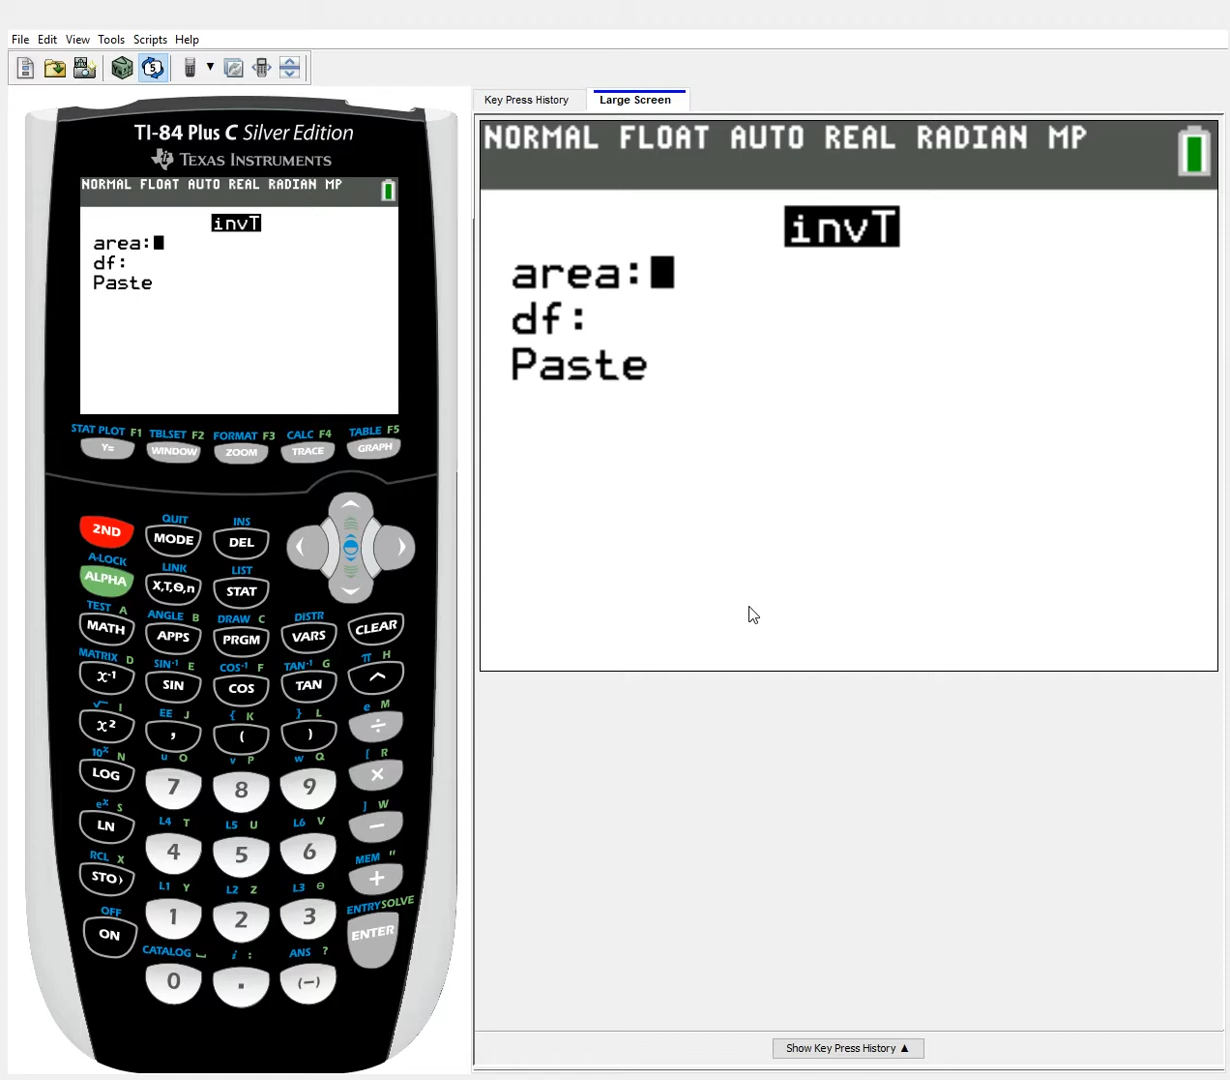 File Edit View Tools Scripts Help
5
Key Press History Large Screen
TI-84 Plus C Silver Edition
TEXAS INSTRUMENTS
NORMAL FLOAT AUTO REAL RADIAN MP
invT
area:
df:
Paste
STAT PLOT F1 TBLSET F2 FORMAT F3 CALC F4 TABLE F5
Y= WINDOW ZOOM TRACE GRAPH
QUIT INS
2ND MODE DEL
A-LOCK LINK LIST
ALPHA X,T,Θ,n STAT
TEST A ANGLE B DRAW C DISTR
MATH APPS PRGM VARS CLEAR
MATRIX D SIN⁻¹ E COS⁻¹ F TAN⁻¹ G π H
x⁻¹ SIN COS TAN ^
√ I EE J { K } L e M
x² , ( ) ÷
10ˣ N u O v P w Q [ R
LOG 7 8 9 ×
eˣ S L4 T L5 U L6 V ] W
LN 4 5 6 −
RCL X L1 Y L2 Z L3 θ MEM "
STO› 1 2 3 +
OFF CATALOG ⎵ i : ANS ? ENTRY SOLVE
ON 0 . (−) ENTER
NORMAL FLOAT AUTO REAL RADIAN MP
invT
area:
df:
Paste
Show Key Press History ▲